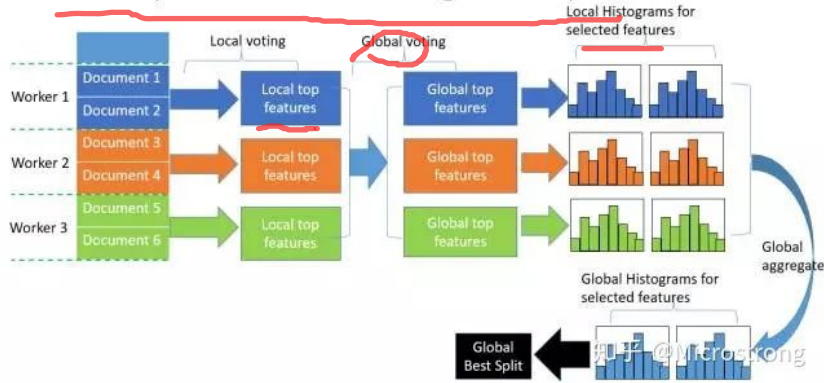 Local Histograms for
selected features
Local voting
Global voting
Worker 1
Document 1
Document 2
Local top
features
Global top
features
Worker 2
Document 3
Document 4
Local top
features
Global top
features
Worker 3
Document 5
Document 6
Local top
features
Global top
features
Global
aggregate
Global Histograms for
selected features
Global
Best Split
知乎 @Microstrong